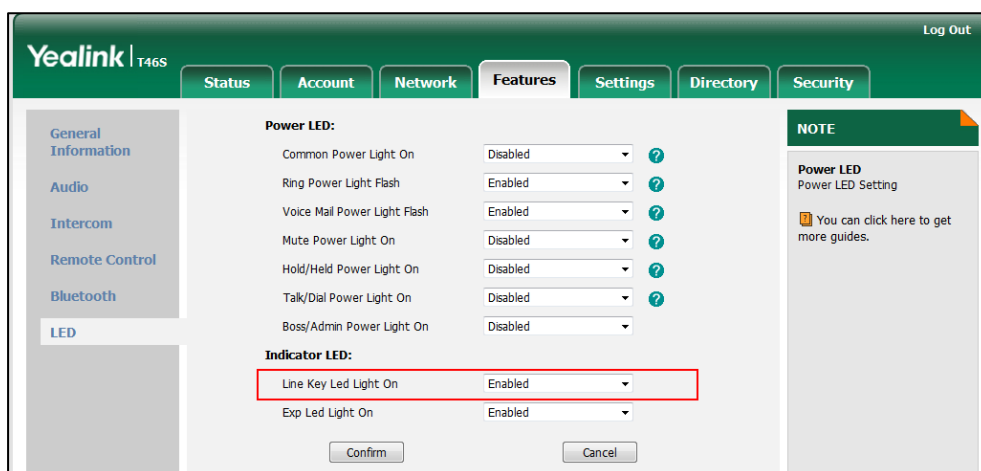 Log Out
Yealink T46S
Status Account Network Features Settings Directory Security
General
Information
Audio
Intercom
Remote Control
Bluetooth
LED
Power LED:
Common Power Light On Disabled ?
Ring Power Light Flash Enabled ?
Voice Mail Power Light Flash Enabled ?
Mute Power Light On Disabled ?
Hold/Held Power Light On Disabled ?
Talk/Dial Power Light On Disabled ?
Boss/Admin Power Light On Disabled
Indicator LED:
Line Key Led Light On Enabled
Exp Led Light On Enabled
Confirm Cancel
NOTE
Power LED
Power LED Setting
? You can click here to get
more guides.